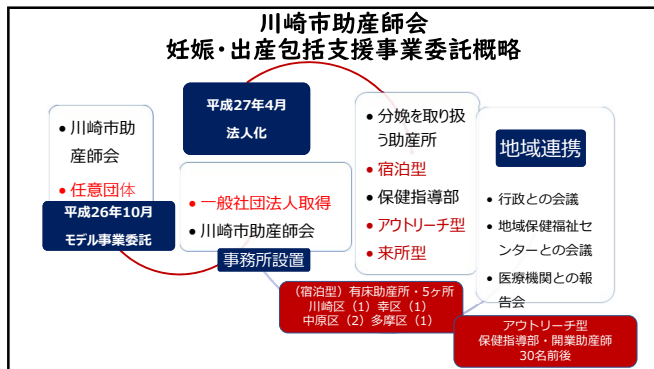 川崎市助産師会
妊娠・出産包括支援事業委託概略
• 川崎市助
産師会
• 任意団体
平成26年10月
モデル事業委託
平成27年4月
法人化
• 一般社団法人取得
• 川崎市助産師会
事務所設置
• 分娩を取り扱
う助産所
• 宿泊型
• 保健指導部
• アウトリーチ型
• 来所型
(宿泊型)有床助産所・5ヶ所
川崎区(1)幸区(1)
中原区(2)多摩区(1)
地域連携
• 行政との会議
• 地域保健福祉セ
ンターとの会議
• 医療機関との報
告会
アウトリーチ型
保健指導部・開業助産師
30名前後